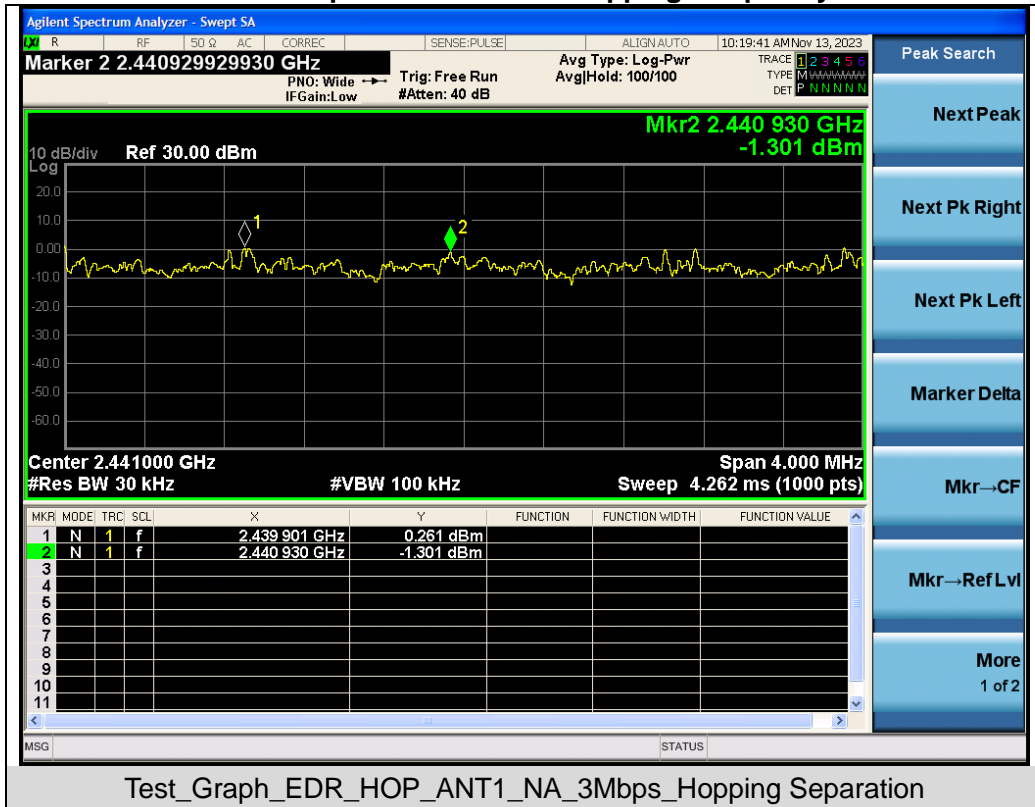 Agilent Spectrum Analyzer - Swept SA
LXI R RF 50 Ω AC CORREC SENSE:PULSE ALIGN AUTO 10:19:41 AM Nov 13, 2023
Marker 2 2.440929929930 GHz
PNO: Wide
IFGain:Low
Trig: Free Run
#Atten: 40 dB
Avg Type: Log-Pwr
Avg|Hold: 100/100
TRACE 1 2 3 4 5 6
TYPE M
DET P N N N N N
Mkr2 2.440 930 GHz
-1.301 dBm
10 dB/div Ref 30.00 dBm
Log
20.0
10.0
0.00
-10.0
-20.0
-30.0
-40.0
-50.0
-60.0
1
2
Center 2.441000 GHz Span 4.000 MHz
#Res BW 30 kHz #VBW 100 kHz Sweep 4.262 ms (1000 pts)
MKR MODE TRC SCL X Y FUNCTION FUNCTION WIDTH FUNCTION VALUE
1 N 1 f 2.439 901 GHz 0.261 dBm
2 N 1 f 2.440 930 GHz -1.301 dBm
3
4
5
6
7
8
9
10
11
MSG STATUS
Peak Search
Next Peak
Next Pk Right
Next Pk Left
Marker Delta
Mkr→CF
Mkr→Ref Lvl
More
1 of 2
Test_Graph_EDR_HOP_ANT1_NA_3Mbps_Hopping Separation